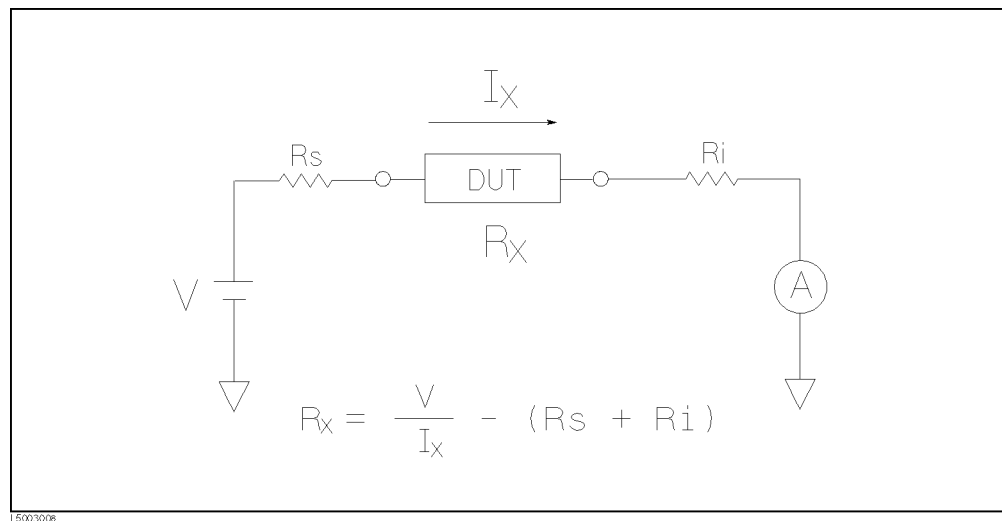 Ix
Rs
Ri
DUT
Rx
V
A
Rx = V / Ix - (Rs + Ri)
L5003008